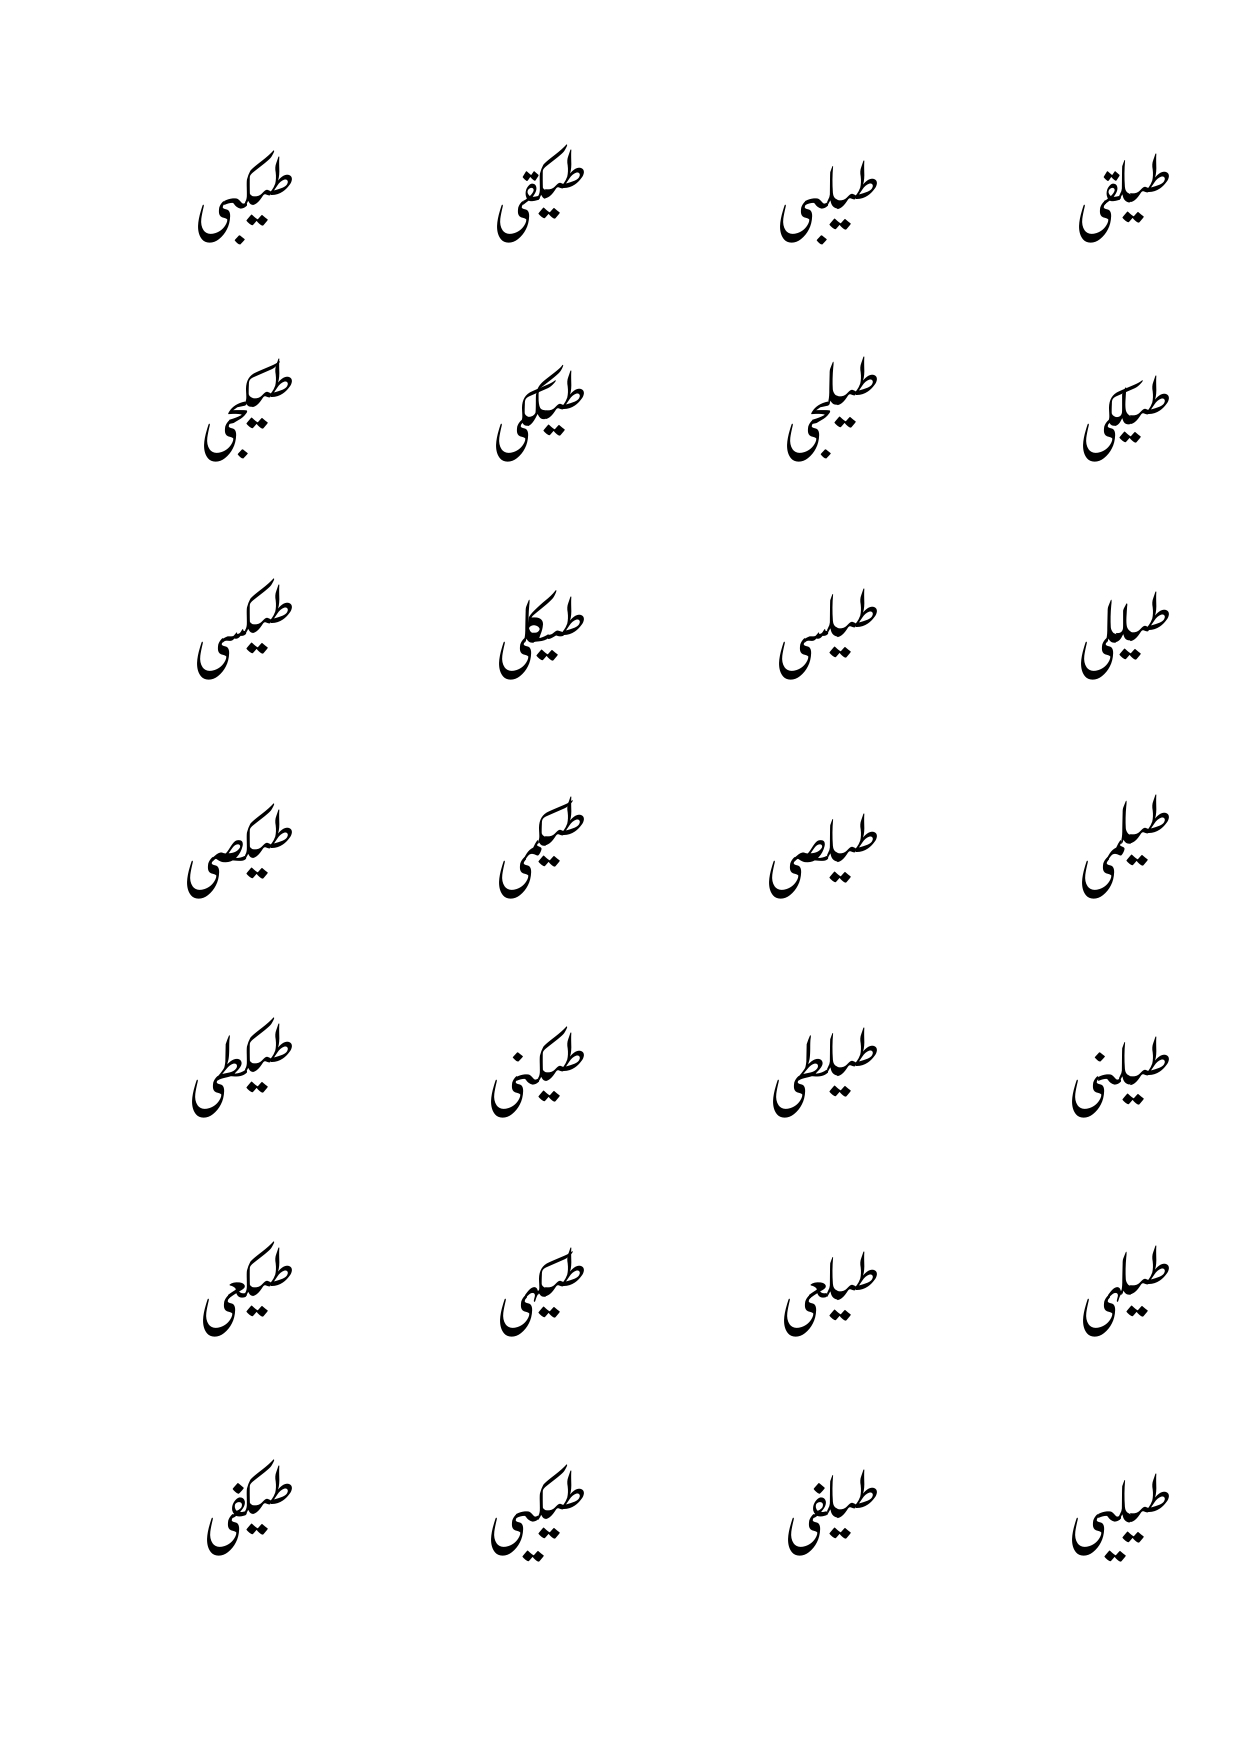 طیلقی طیلبی طیکقی طیکبی
طیلکی طیلجی طیککی طیکجی
طیللی طیلسی طیکلی طیکسی
طیلمی طیلصی طیکمی طیکصی
طیلنی طیلطی طیکنی طیکطی
طیلہی طیلعی طیکہی طیکعی
طیلیی طیلفی طیکیی طیکفی